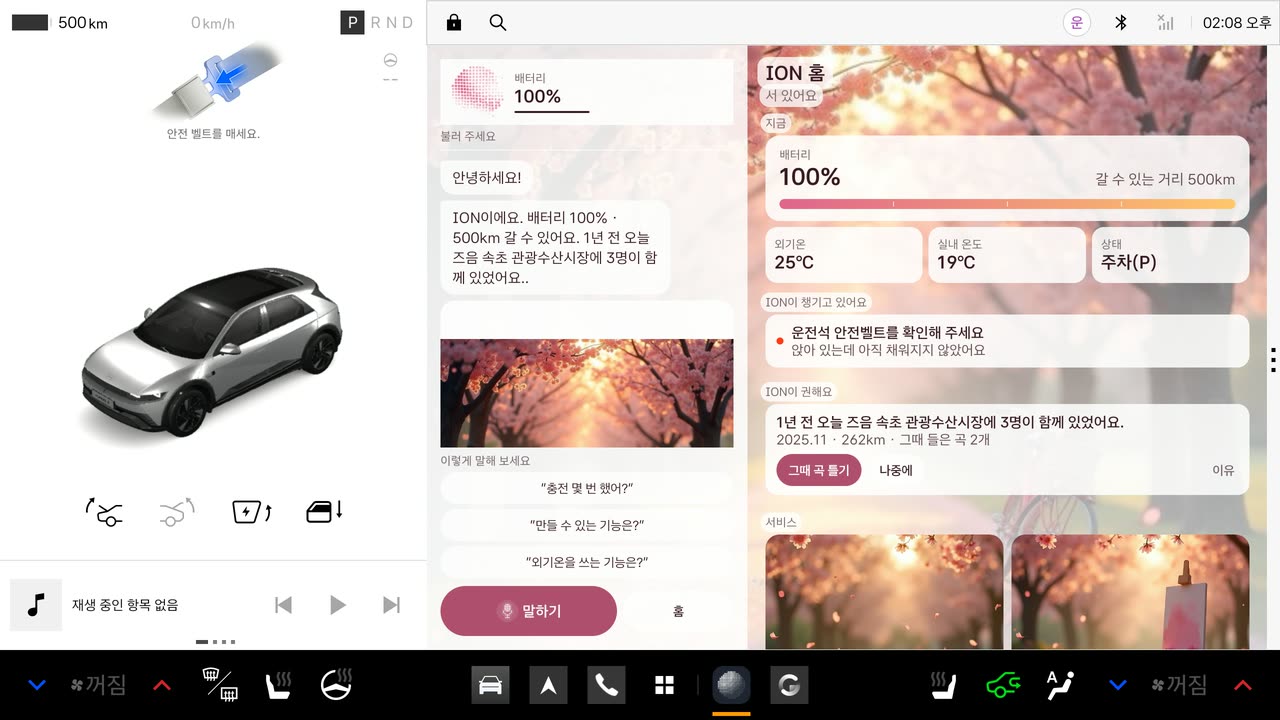 500 km
0 km/h
P R N D
안전 벨트를 매세요.
--
재생 중인 항목 없음
운
02:08 오후
배터리
100%
불러 주세요
안녕하세요!
ION이에요. 배터리 100% ·
500km 갈 수 있어요. 1년 전 오늘
즈음 속초 관광수산시장에 3명이 함
께 있었어요..
이렇게 말해 보세요
“충전 몇 번 했어?”
“만들 수 있는 기능은?”
“외기온을 쓰는 기능은?”
말하기
홈
ION 홈
서 있어요
지금
배터리
100%
갈 수 있는 거리 500km
외기온
25°C
실내 온도
19°C
상태
주차(P)
ION이 챙기고 있어요
운전석 안전벨트를 확인해 주세요
앉아 있는데 아직 채워지지 않았어요
ION이 권해요
1년 전 오늘 즈음 속초 관광수산시장에 3명이 함께 있었어요.
2025.11 · 262km · 그때 들은 곡 2개
그때 곡 틀기
나중에
이유
서비스
꺼짐
G
A
꺼짐